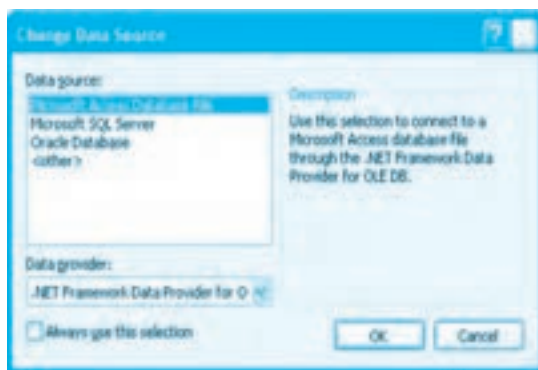 Change Data Source
Data source:
Microsoft Access Database File
Microsoft SQL Server
Oracle Database
<other>
Description
Use this selection to connect to a
Microsoft Access database file
through the .NET Framework Data
Provider for OLE DB.
Data provider:
.NET Framework Data Provider for O
Always use this selection
OK
Cancel